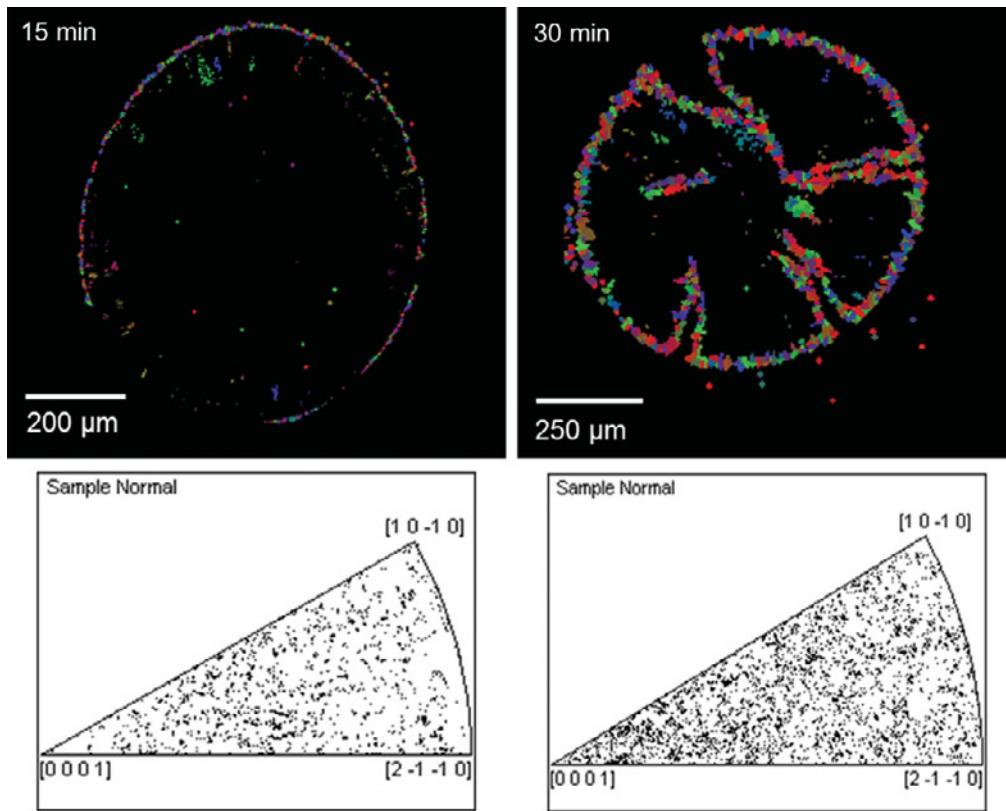 15 min
30 min
200 µm
250 µm
Sample Normal
[1 0 -1 0]
[0 0 0 1]
[2 -1 -1 0]
Sample Normal
[1 0 -1 0]
[0 0 0 1]
[2 -1 -1 0]